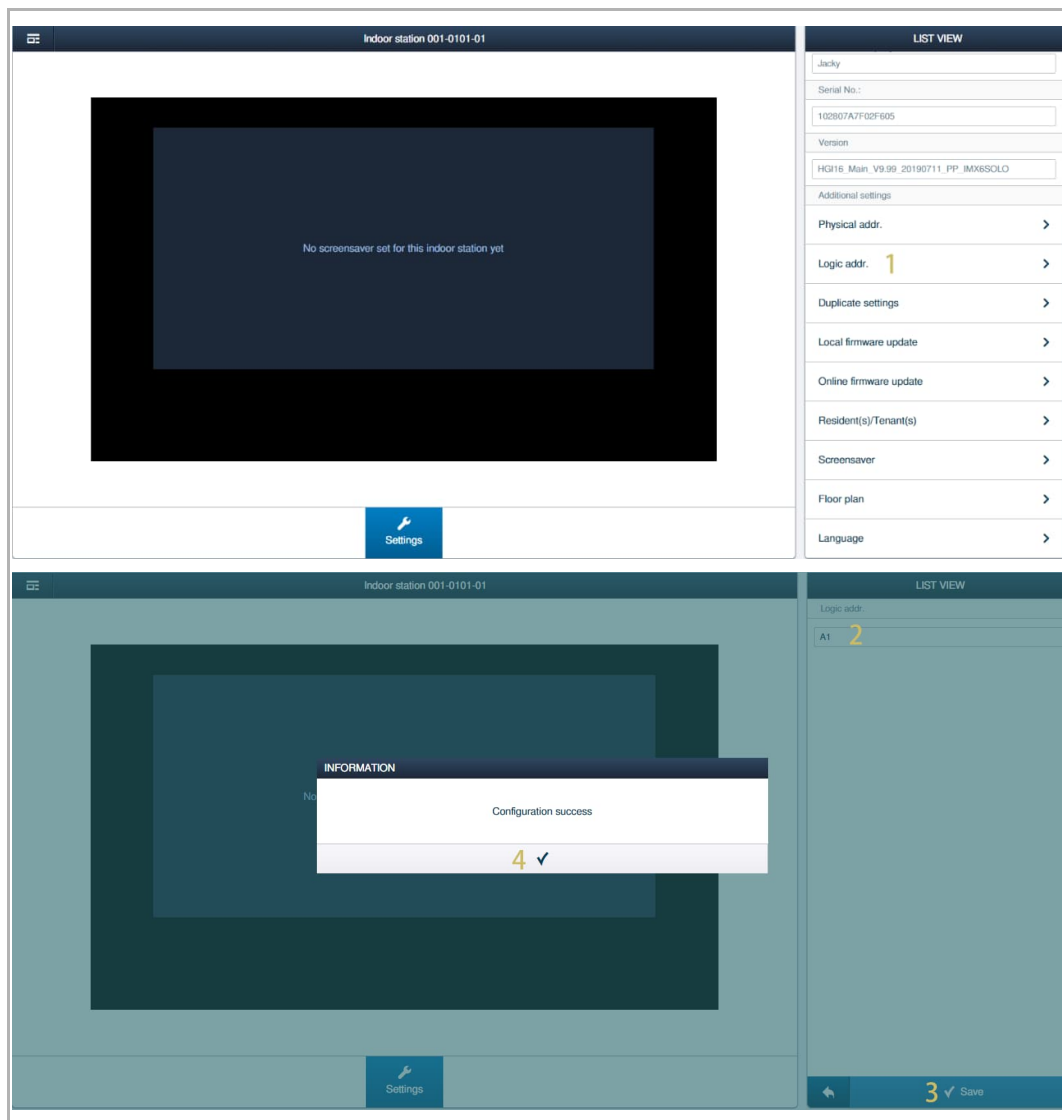 Indoor station 001-0101-01
LIST VIEW
Jacky
Serial No.:
102807A7F02F605
Version
HGI16_Main_V9.99_20190711_PP_IMX6SOLO
Additional settings
Physical addr.
Logic addr. 1
Duplicate settings
Local firmware update
Online firmware update
Resident(s)/Tenant(s)
Screensaver
Floor plan
Language
No screensaver set for this indoor station yet
Settings
Indoor station 001-0101-01
LIST VIEW
Logic addr.
A1 2
No
INFORMATION
Configuration success
4
Settings
3 Save